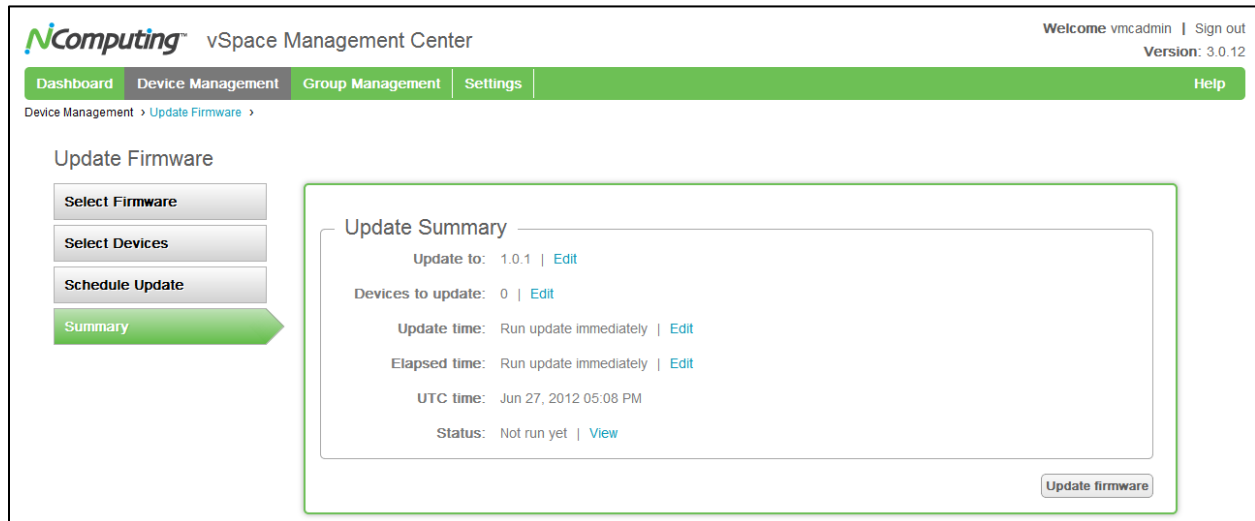 NComputing™ vSpace Management Center
Welcome vmcadmin | Sign out
Version: 3.0.12
Dashboard Device Management Group Management Settings Help
Device Management › Update Firmware ›
Update Firmware
Select Firmware
Select Devices
Schedule Update
Summary
Update Summary
Update to: 1.0.1 | Edit
Devices to update: 0 | Edit
Update time: Run update immediately | Edit
Elapsed time: Run update immediately | Edit
UTC time: Jun 27, 2012 05:08 PM
Status: Not run yet | View
Update firmware